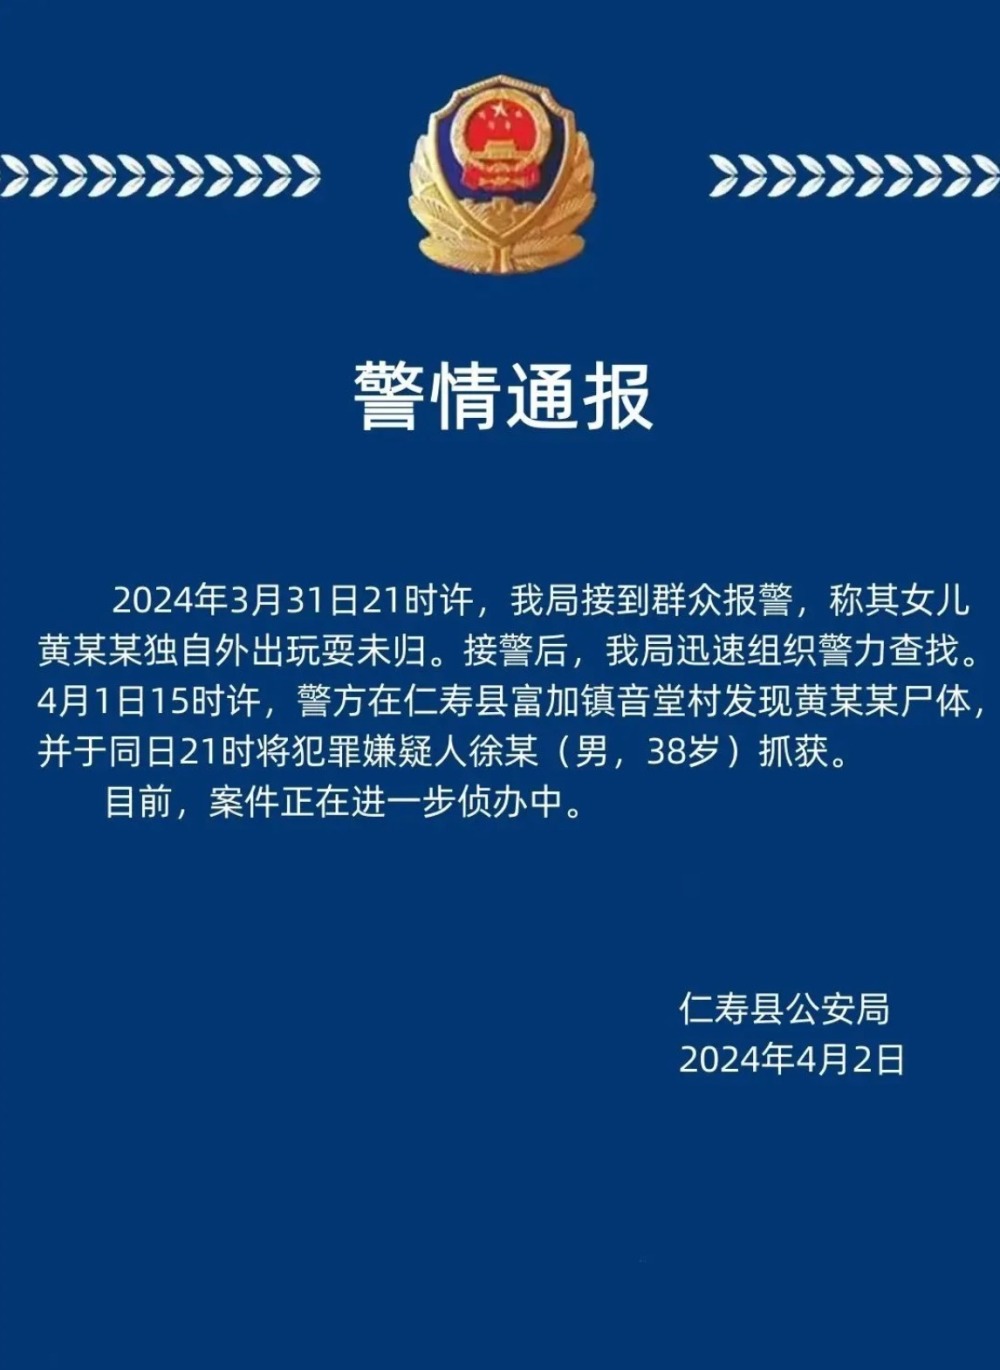 警情通报
2024年3月31日21时许，我局接到群众报警，称其女儿
黄某某独自外出玩耍未归。接警后，我局迅速组织警力查找。
4月1日15时许，警方在仁寿县富加镇音堂村发现黄某某尸体，
并于同日21时将犯罪嫌疑人徐某（男，38岁）抓获。
目前，案件正在进一步侦办中。
仁寿县公安局
2024年4月2日